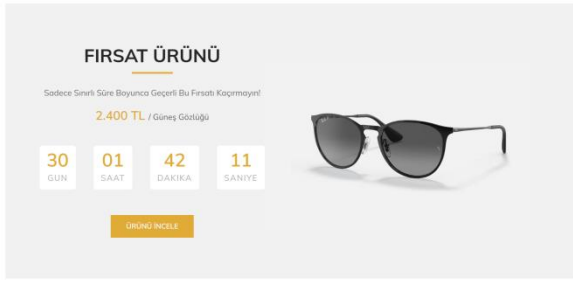 FIRSAT ÜRÜNÜ
Sadece Sınırlı Süre Boyunca Geçerli Bu Fırsatı Kaçırmayın!
2.400 TL / Güneş Gözlüğü
30 01 42 11
GUN SAAT DAKIKA SANIYE
ÜRÜNÜ İNCELE